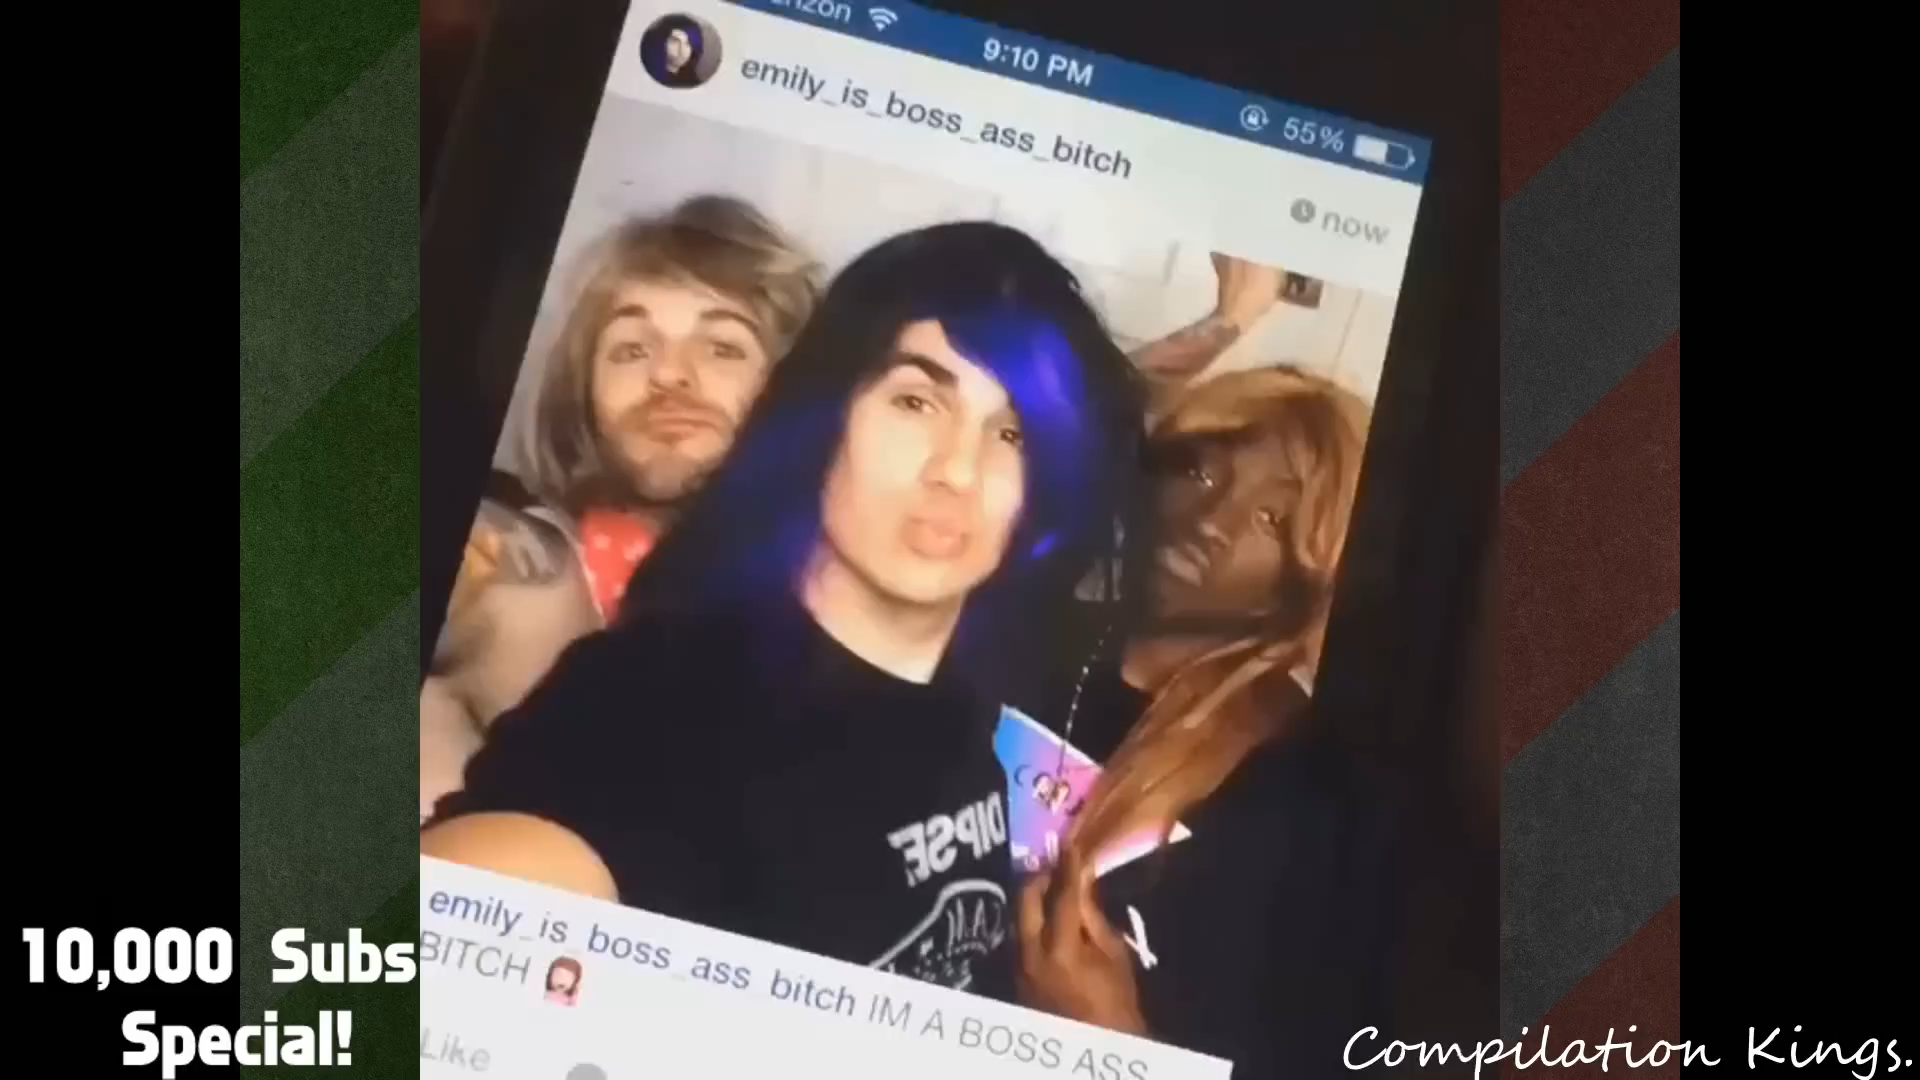 9:10 PM
55%
emily_is_boss_ass_bitch
now
DIPSE
emily_is_boss_ass_bitch IM A BOSS ASS
BITCH
Like
10,000 Subs
Special!
Compilation Kings.